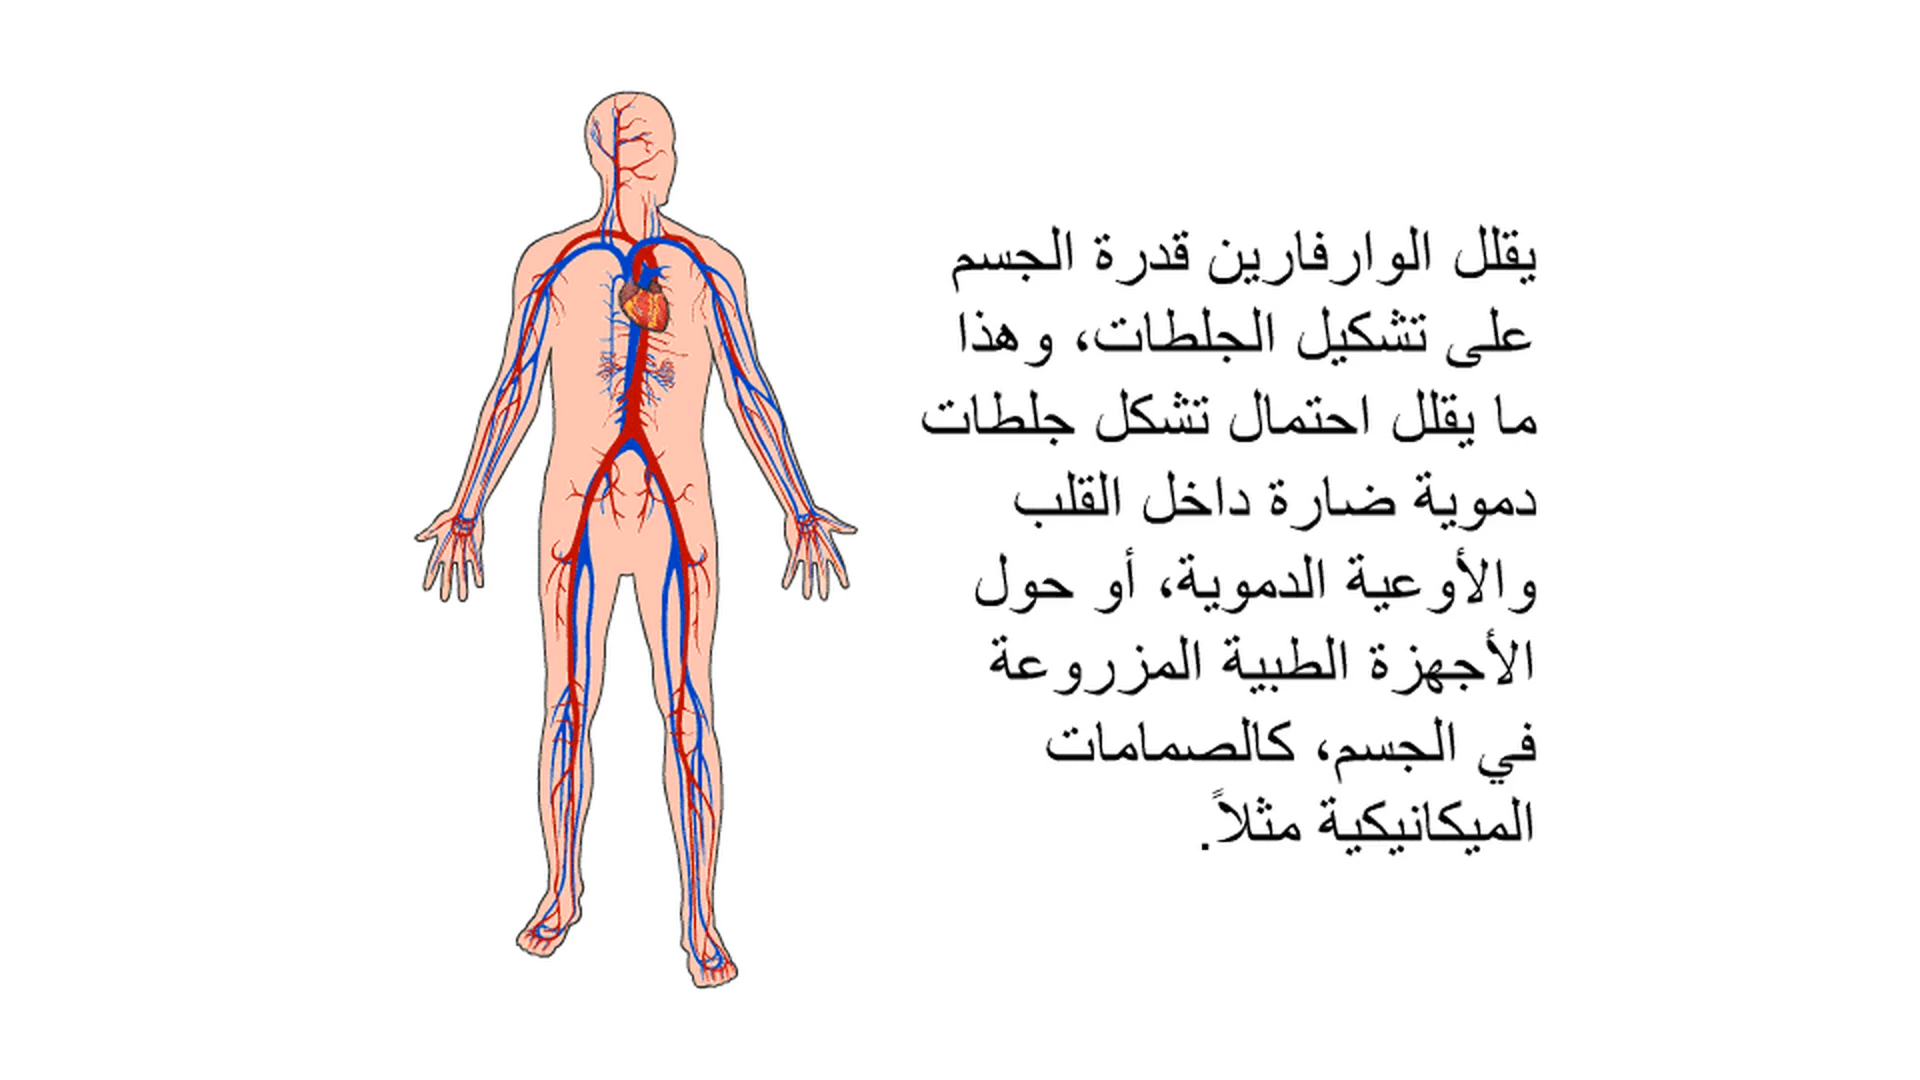 يقلل الوارفارين قدرة الجسم
على تشكيل الجلطات، وهذا
ما يقلل احتمال تشكل جلطات
دموية ضارة داخل القلب
والأوعية الدموية، أو حول
الأجهزة الطبية المزروعة
في الجسم، كالصمامات
الميكانيكية مثلاً.